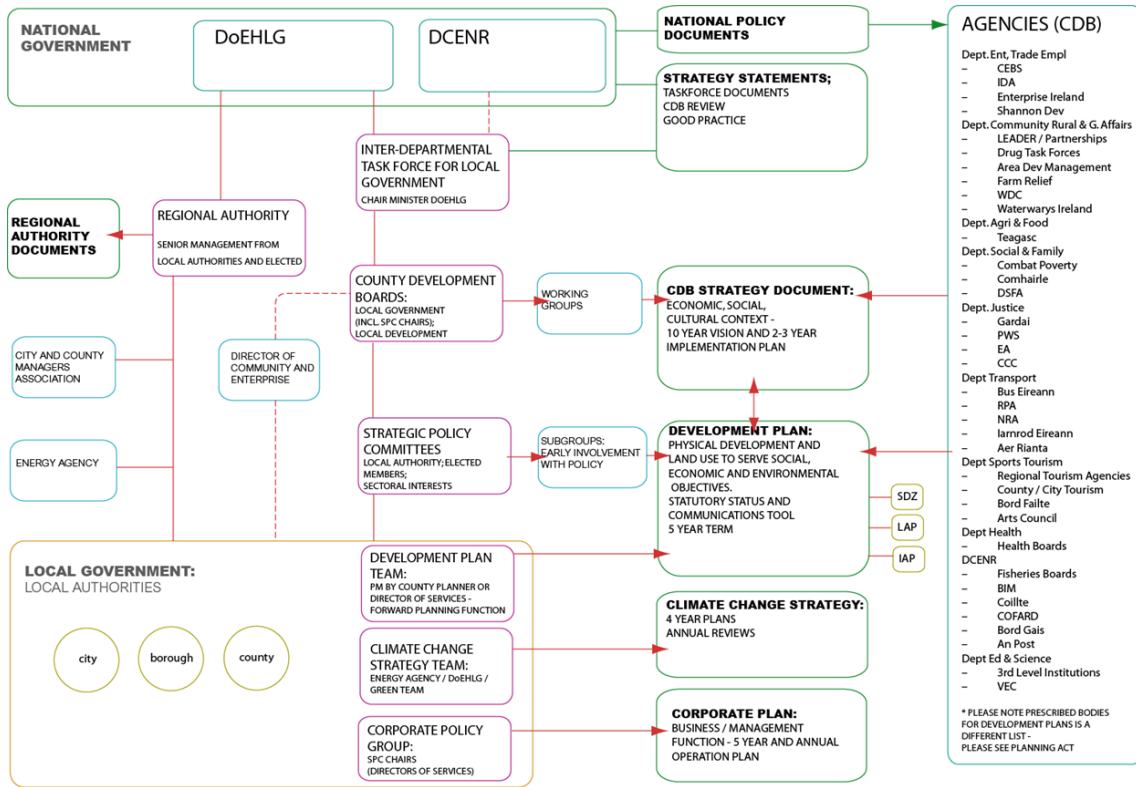 NATIONAL
GOVERNMENT
DoEHLG
DCENR
NATIONAL POLICY
DOCUMENTS
STRATEGY STATEMENTS;
TASKFORCE DOCUMENTS
CDB REVIEW
GOOD PRACTICE
INTER-DEPARTMENTAL
TASK FORCE FOR LOCAL
GOVERNMENT
CHAIR MINISTER DOEHLG
REGIONAL
AUTHORITY
DOCUMENTS
REGIONAL AUTHORITY
SENIOR MANAGEMENT FROM
LOCAL AUTHORITIES AND ELECTED
COUNTY DEVELOPMENT
BOARDS:
LOCAL GOVERNMENT
(INCL. SPC CHAIRS);
LOCAL DEVELOPMENT
WORKING
GROUPS
CDB STRATEGY DOCUMENT:
ECONOMIC, SOCIAL,
CULTURAL CONTEXT -
10 YEAR VISION AND 2-3 YEAR
IMPLEMENTATION PLAN
CITY AND COUNTY
MANAGERS
ASSOCIATION
DIRECTOR OF
COMMUNITY AND
ENTERPRISE
ENERGY AGENCY
STRATEGIC POLICY
COMMITTEES
LOCAL AUTHORITY; ELECTED
MEMBERS;
SECTORAL INTERESTS
SUBGROUPS:
EARLY INVOLVEMENT
WITH POLICY
DEVELOPMENT PLAN:
PHYSICAL DEVELOPMENT AND
LAND USE TO SERVE SOCIAL,
ECONOMIC AND ENVIRONMENTAL
OBJECTIVES.
STATUTORY STATUS AND
COMMUNICATIONS TOOL
5 YEAR TERM
SDZ
LAP
IAP
LOCAL GOVERNMENT:
LOCAL AUTHORITIES
city
borough
county
DEVELOPMENT PLAN
TEAM:
PM BY COUNTY PLANNER OR
DIRECTOR OF SERVICES -
FORWARD PLANNING FUNCTION
CLIMATE CHANGE
STRATEGY TEAM:
ENERGY AGENCY / DoEHLG /
GREEN TEAM
CORPORATE POLICY
GROUP:
SPC CHAIRS
(DIRECTORS OF SERVICES)
CLIMATE CHANGE STRATEGY:
4 YEAR PLANS
ANNUAL REVIEWS
CORPORATE PLAN:
BUSINESS / MANAGEMENT
FUNCTION - 5 YEAR AND ANNUAL
OPERATION PLAN
AGENCIES (CDB)
Dept. Ent, Trade Empl
– CEBS
– IDA
– Enterprise Ireland
– Shannon Dev
Dept. Community Rural & G. Affairs
– LEADER / Partnerships
– Drug Task Forces
– Area Dev Management
– Farm Relief
– WDC
– Waterwarys Ireland
Dept. Agri & Food
– Teagasc
Dept. Social & Family
– Combat Poverty
– Comhairle
– DSFA
Dept. Justice
– Gardai
– PWS
– EA
– CCC
Dept Transport
– Bus Eireann
– RPA
– NRA
– Iarnrod Eireann
– Aer Rianta
Dept Sports Tourism
– Regional Tourism Agencies
– County / City Tourism
– Bord Failte
– Arts Council
Dept Health
– Health Boards
DCENR
– Fisheries Boards
– BIM
– Coillte
– COFARD
– Bord Gais
– An Post
Dept Ed & Science
– 3rd Level Institutions
– VEC
* PLEASE NOTE PRESCRIBED BODIES
FOR DEVELOPMENT PLANS IS A
DIFFERENT LIST -
PLEASE SEE PLANNING ACT